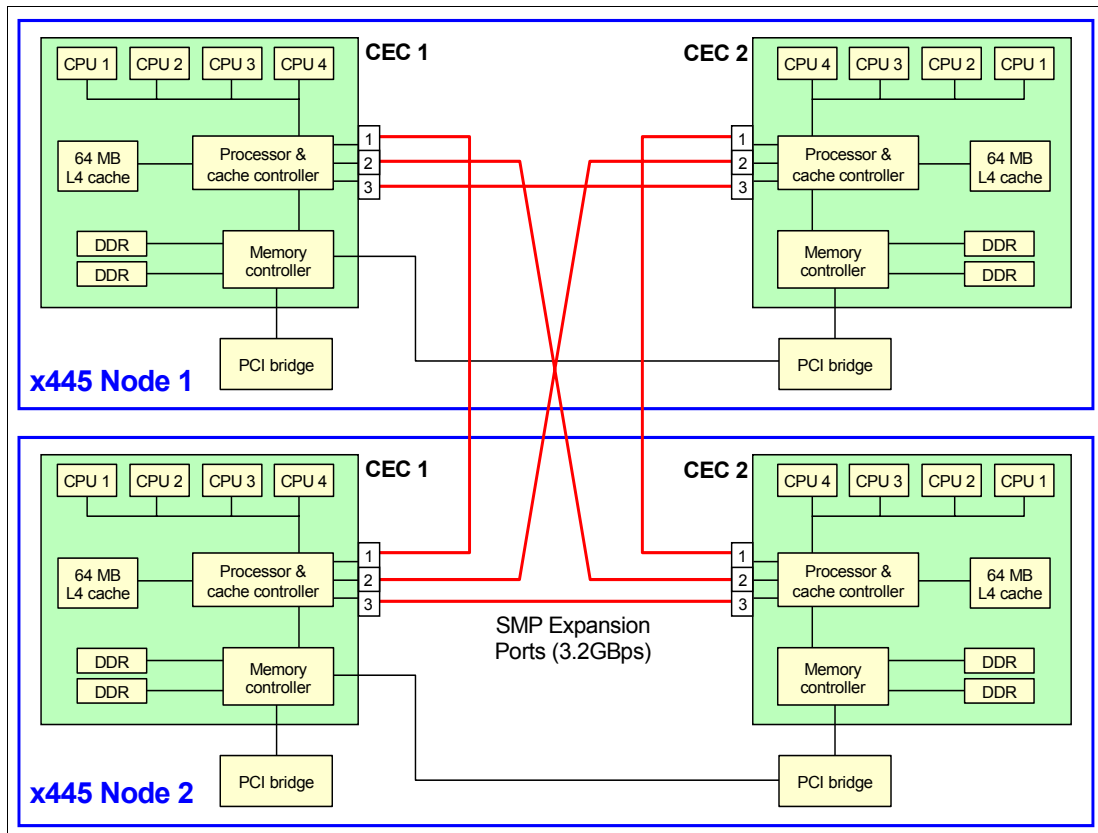 CEC 1
CPU 1 CPU 2 CPU 3 CPU 4
1
2
3
64 MB
L4 cache
Processor &
cache controller
DDR
DDR
Memory
controller
PCI bridge
x445 Node 1
CEC 2
CPU 4 CPU 3 CPU 2 CPU 1
1
2
3
Processor &
cache controller
64 MB
L4 cache
Memory
controller
DDR
DDR
PCI bridge
CEC 1
CPU 1 CPU 2 CPU 3 CPU 4
1
2
3
64 MB
L4 cache
Processor &
cache controller
DDR
DDR
Memory
controller
PCI bridge
x445 Node 2
SMP Expansion
Ports (3.2GBps)
CEC 2
CPU 4 CPU 3 CPU 2 CPU 1
1
2
3
Processor &
cache controller
64 MB
L4 cache
Memory
controller
DDR
DDR
PCI bridge